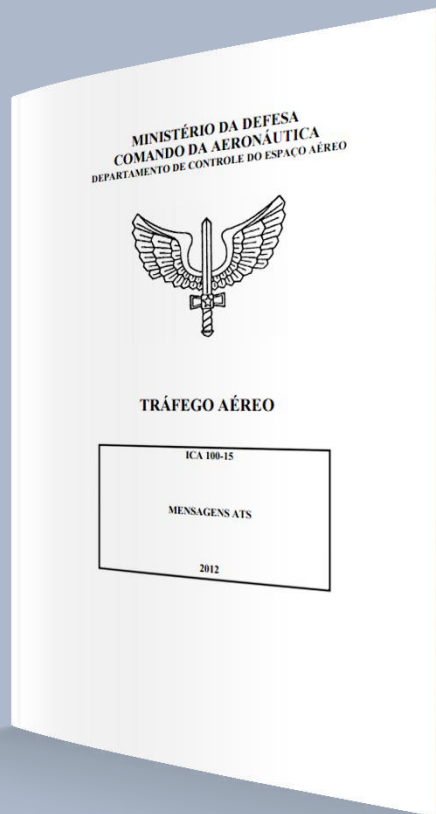 MINISTÉRIO DA DEFESA
COMANDO DA AERONÁUTICA
DEPARTAMENTO DE CONTROLE DO ESPAÇO AÉREO
TRÁFEGO AÉREO
ICA 100-15
MENSAGENS ATS
2012